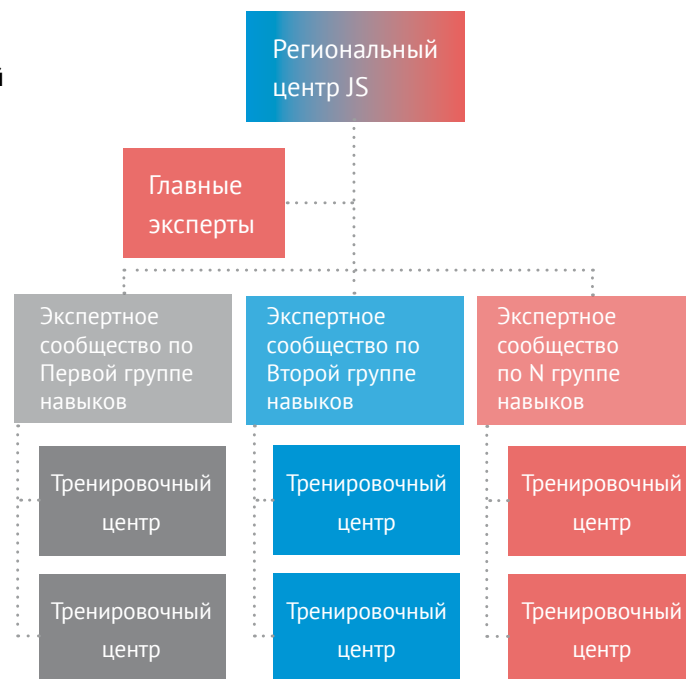 Региональный
центр JS
й
Главные
эксперты
Экспертное
сообщество по
Первой группе
навыков
Экспертное
сообщество по
Второй группе
навыков
Экспертное
сообщество
по N группе
навыков
Тренировочный
центр
Тренировочный
центр
Тренировочный
центр
Тренировочный
центр
Тренировочный
центр
Тренировочный
центр